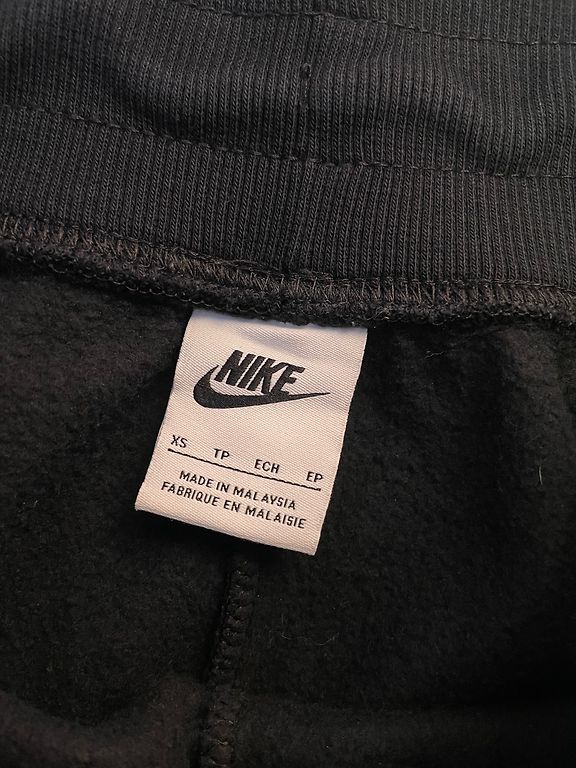 NIKE
XS TP ECH EP
MADE IN MALAYSIA
FABRIQUE EN MALAISIE